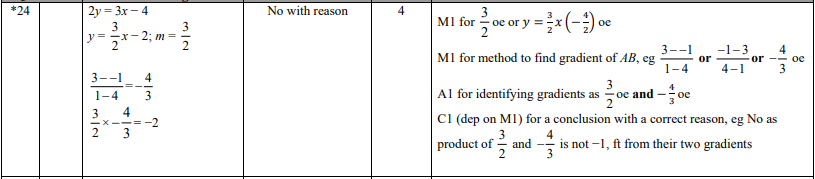 *24
2y = 3x – 4
y = 3/2 x – 2; m = 3/2
3 – –1 / 1 – 4 = – 4/3
3/2 × – 4/3 = –2
No with reason
4
M1 for 3/2 oe or y = 3/2 x (– 4/2) oe
M1 for method to find gradient of AB, eg 3 – –1 / 1 – 4 or –1 – 3 / 4 – 1 or – 4/3 oe
A1 for identifying gradients as 3/2 oe and – 4/3 oe
C1 (dep on M1) for a conclusion with a correct reason, eg No as
product of 3/2 and – 4/3 is not –1, ft from their two gradients